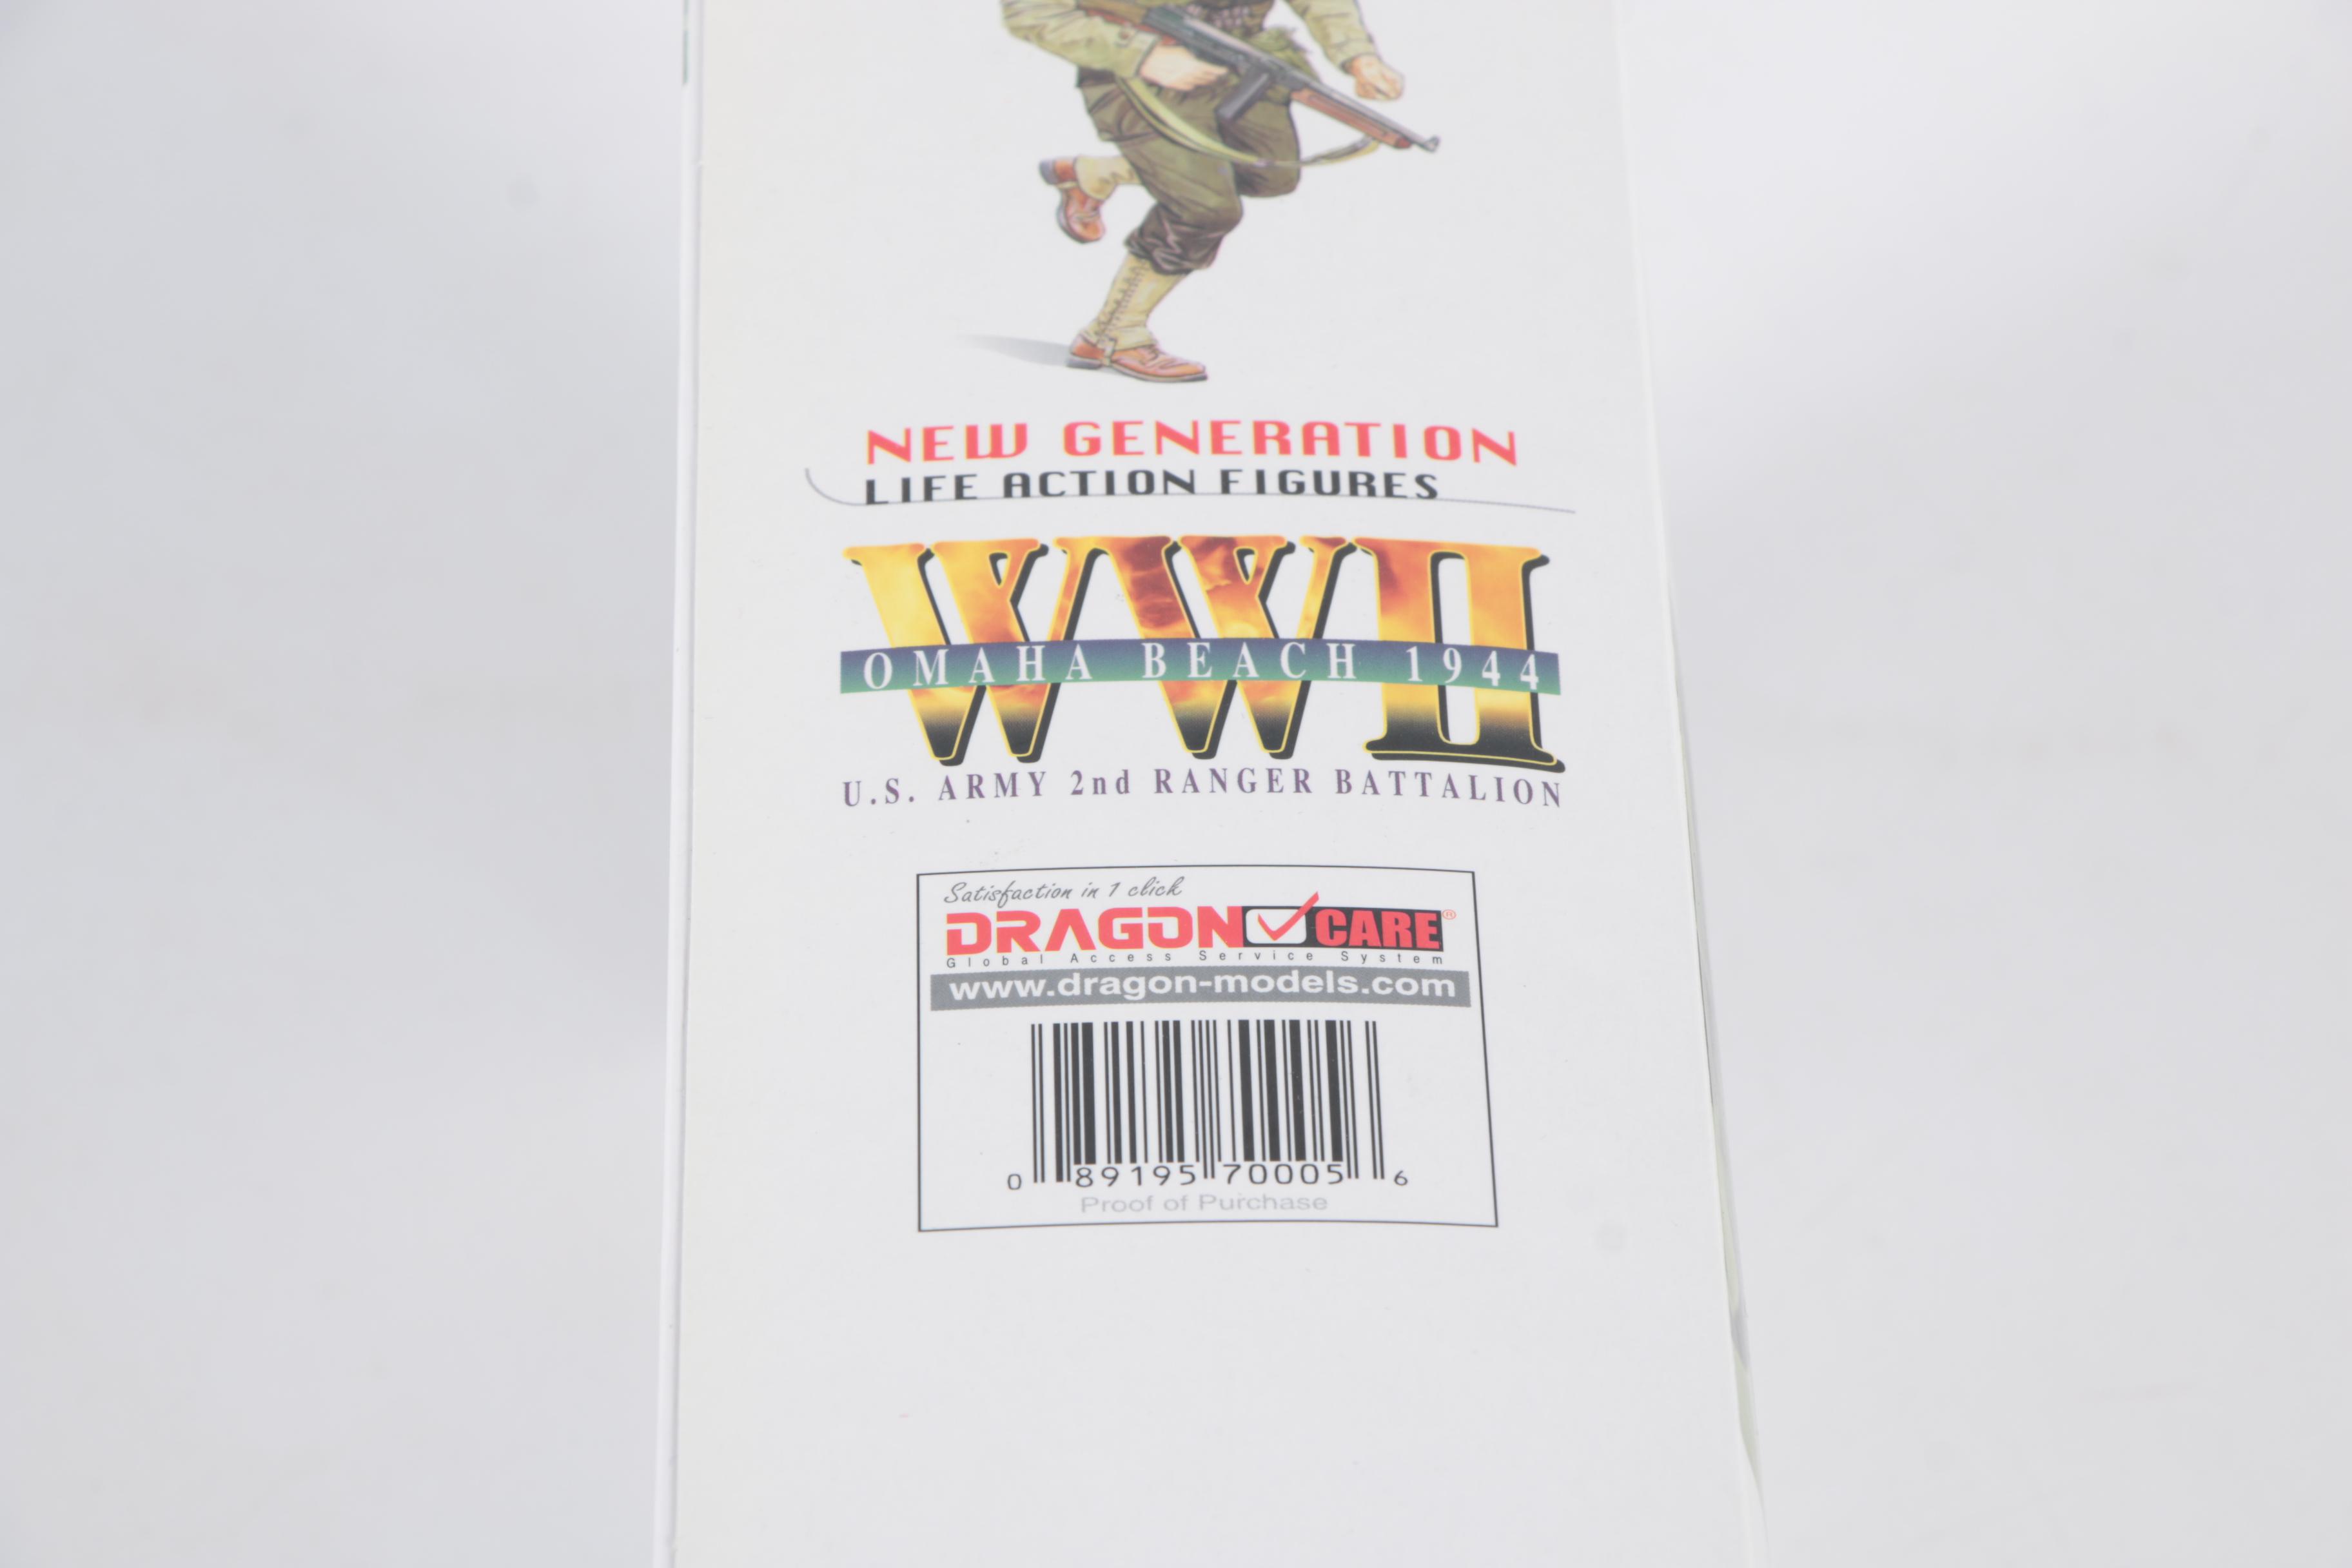 NEW GENERATION
LIFE ACTION FIGURES
WWII
OMAHA BEACH 1944
U.S. ARMY 2nd RANGER BATTALION
Satisfaction in 1 click
DRAGON CARE®
Global Access Service System
www.dragon-models.com
0 89195 70005 6
Proof of Purchase